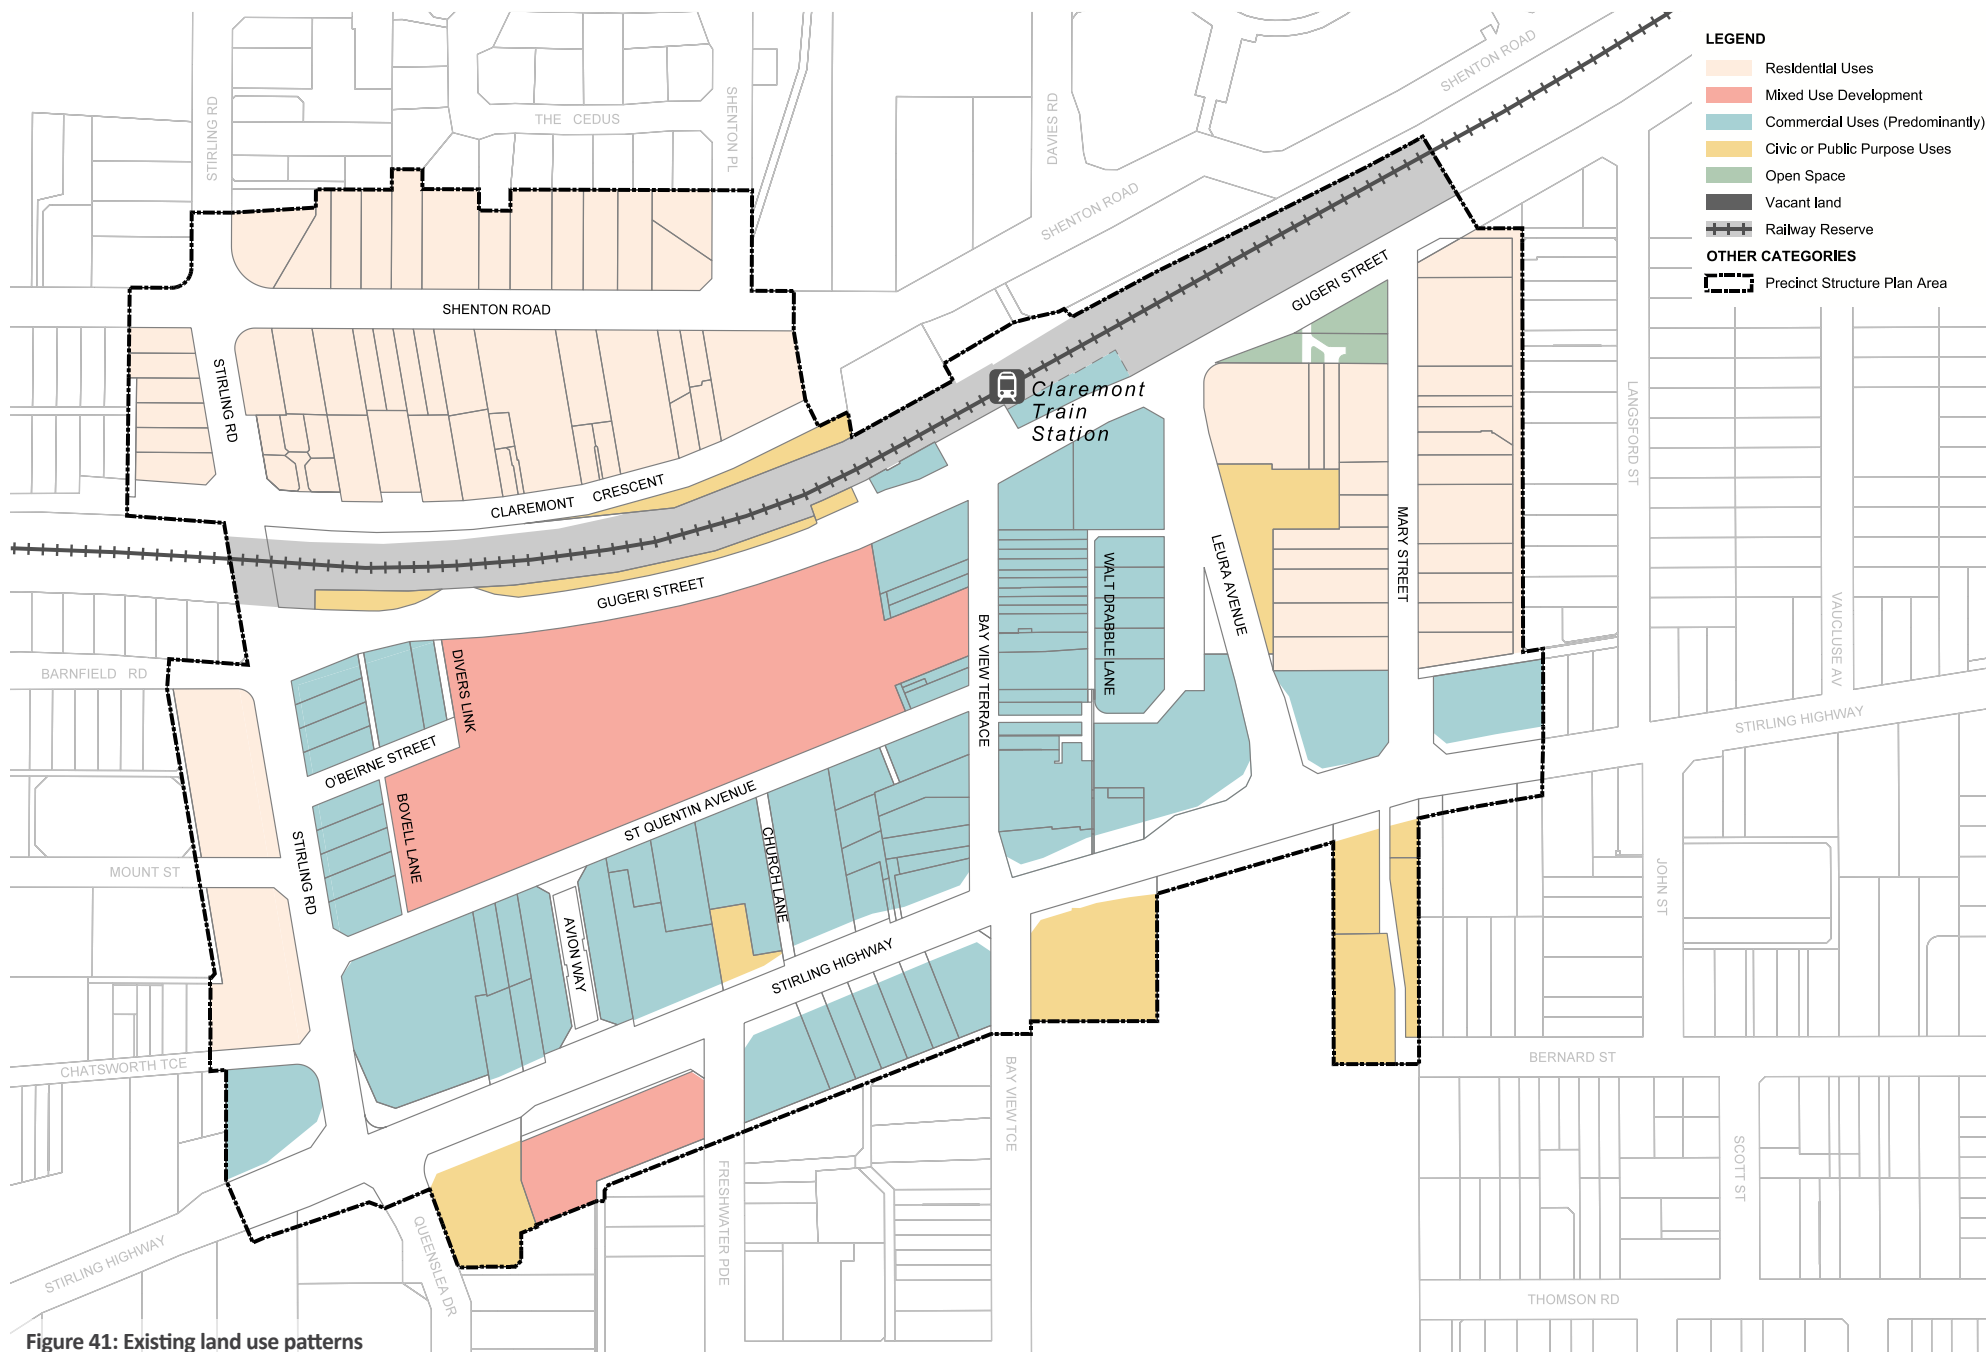 LEGEND
Residential Uses
Mixed Use Development
Commercial Uses (Predominantly)
Civic or Public Purpose Uses
Open Space
Vacant land
Railway Reserve
OTHER CATEGORIES
Precinct Structure Plan Area
STIRLING RD
THE CEDUS
SHENTON PL
DAVIES RD
SHENTON ROAD
SHENTON ROAD
SHENTON ROAD
STIRLING RD
GUGERI STREET
Claremont
Train
Station
LANGSFORD ST
CLAREMONT CRESCENT
MARY STREET
LEURA AVENUE
WALT DRABBLE LANE
GUGERI STREET
BAY VIEW TERRACE
VAUCLUSE AV
BARNFIELD RD
DIVERS LINK
STIRLING HIGHWAY
O'BEIRNE STREET
BOVELL LANE
ST QUENTIN AVENUE
CHURCH LANE
MOUNT ST
STIRLING RD
JOHN ST
AVION WAY
STIRLING HIGHWAY
CHATSWORTH TCE
BERNARD ST
BAY VIEW TCE
SCOTT ST
FRESHWATER PDE
QUEENSLEA DR
STIRLING HIGHWAY
THOMSON RD
Figure 41: Existing land use patterns